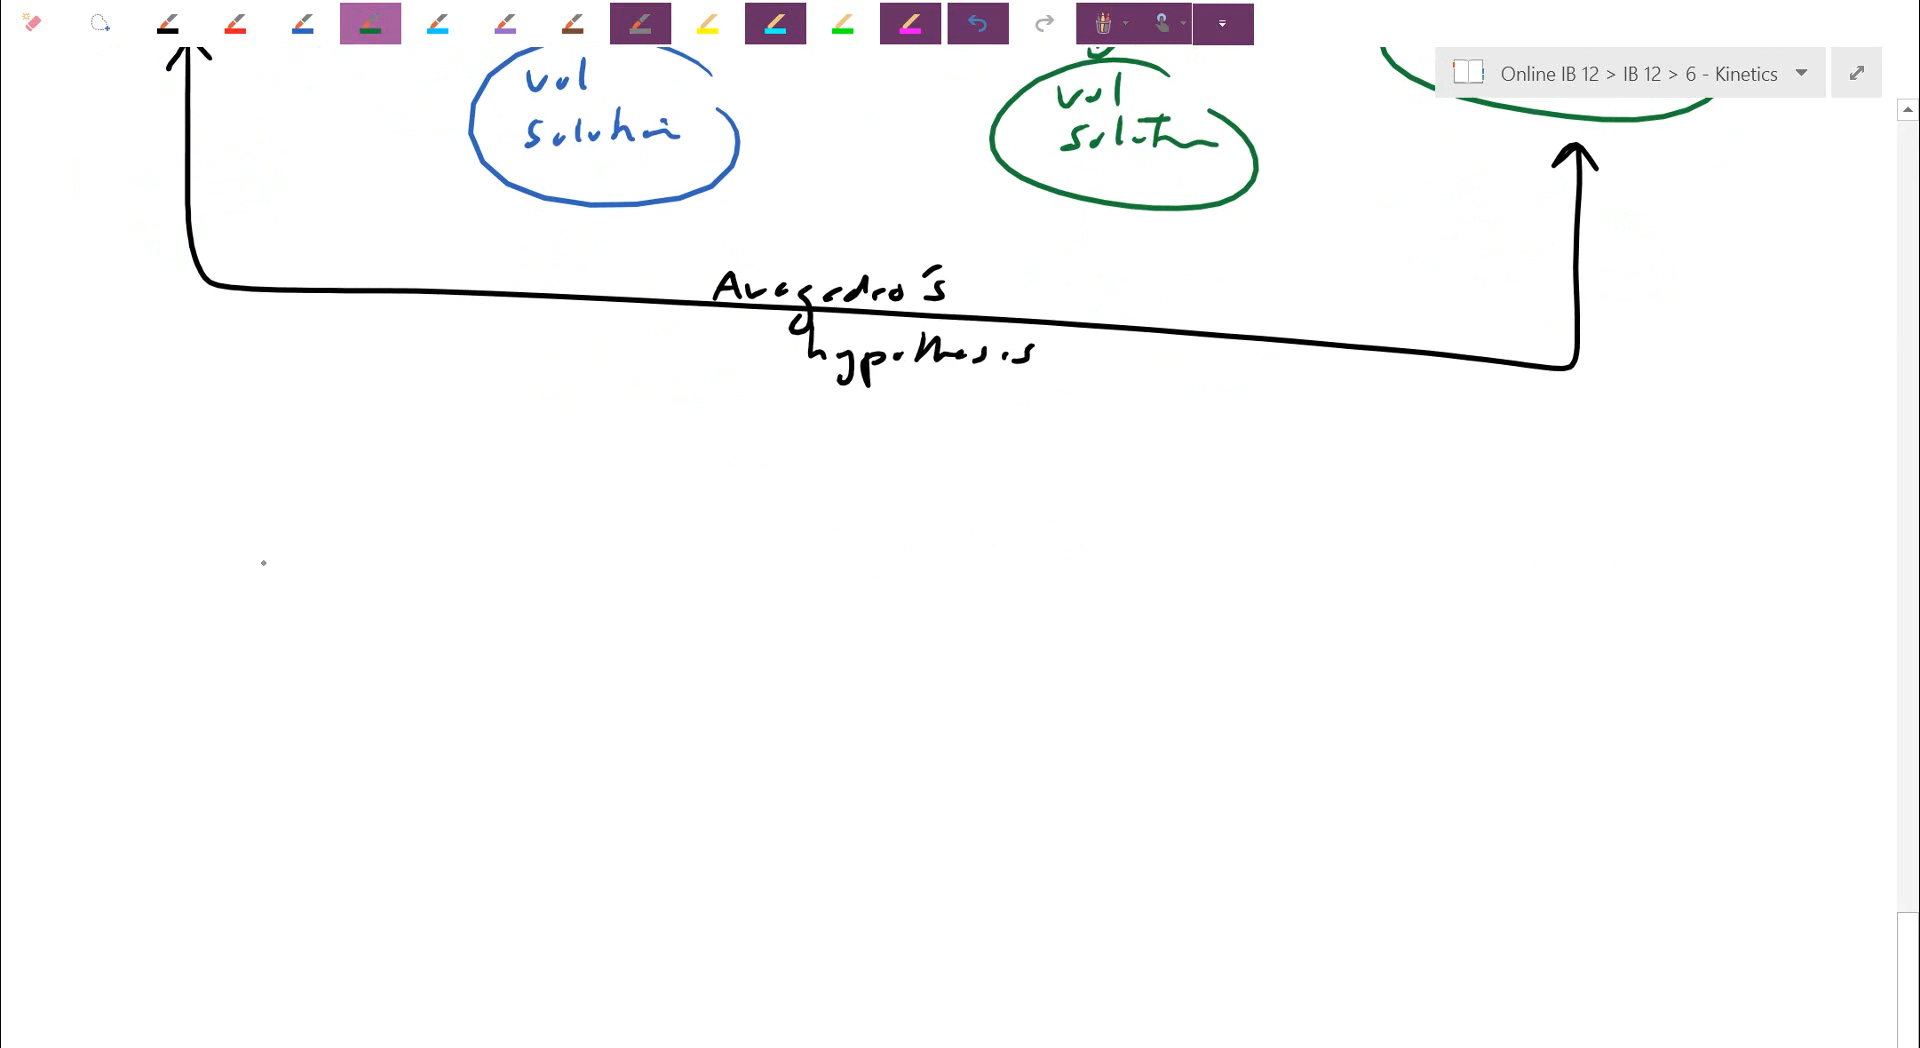 Online IB 12 > IB 12 > 6 - Kinetics
vol
solution
vol
solution
Avogadro's
hypothesis